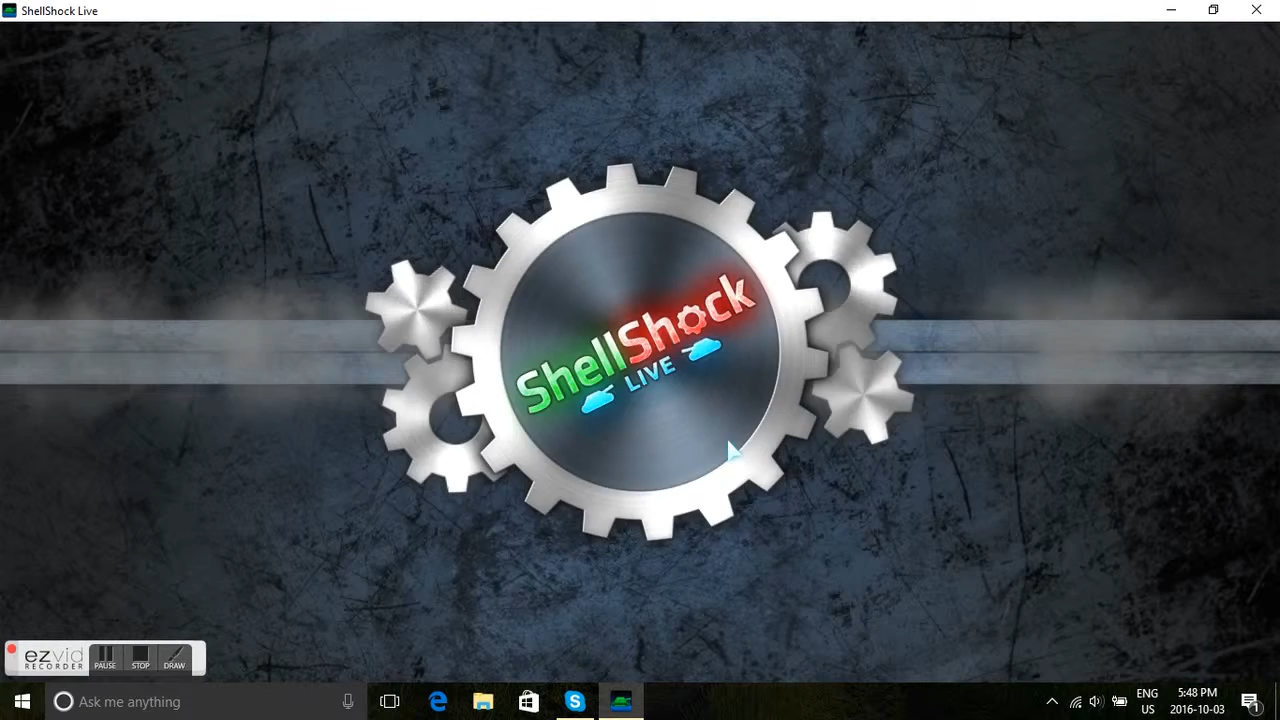 ShellShock Live
ShellShock
LIVE
ezvid
RECORDER
PAUSE
STOP
DRAW
Ask me anything
ENG
US
5:48 PM
2016-10-03
1